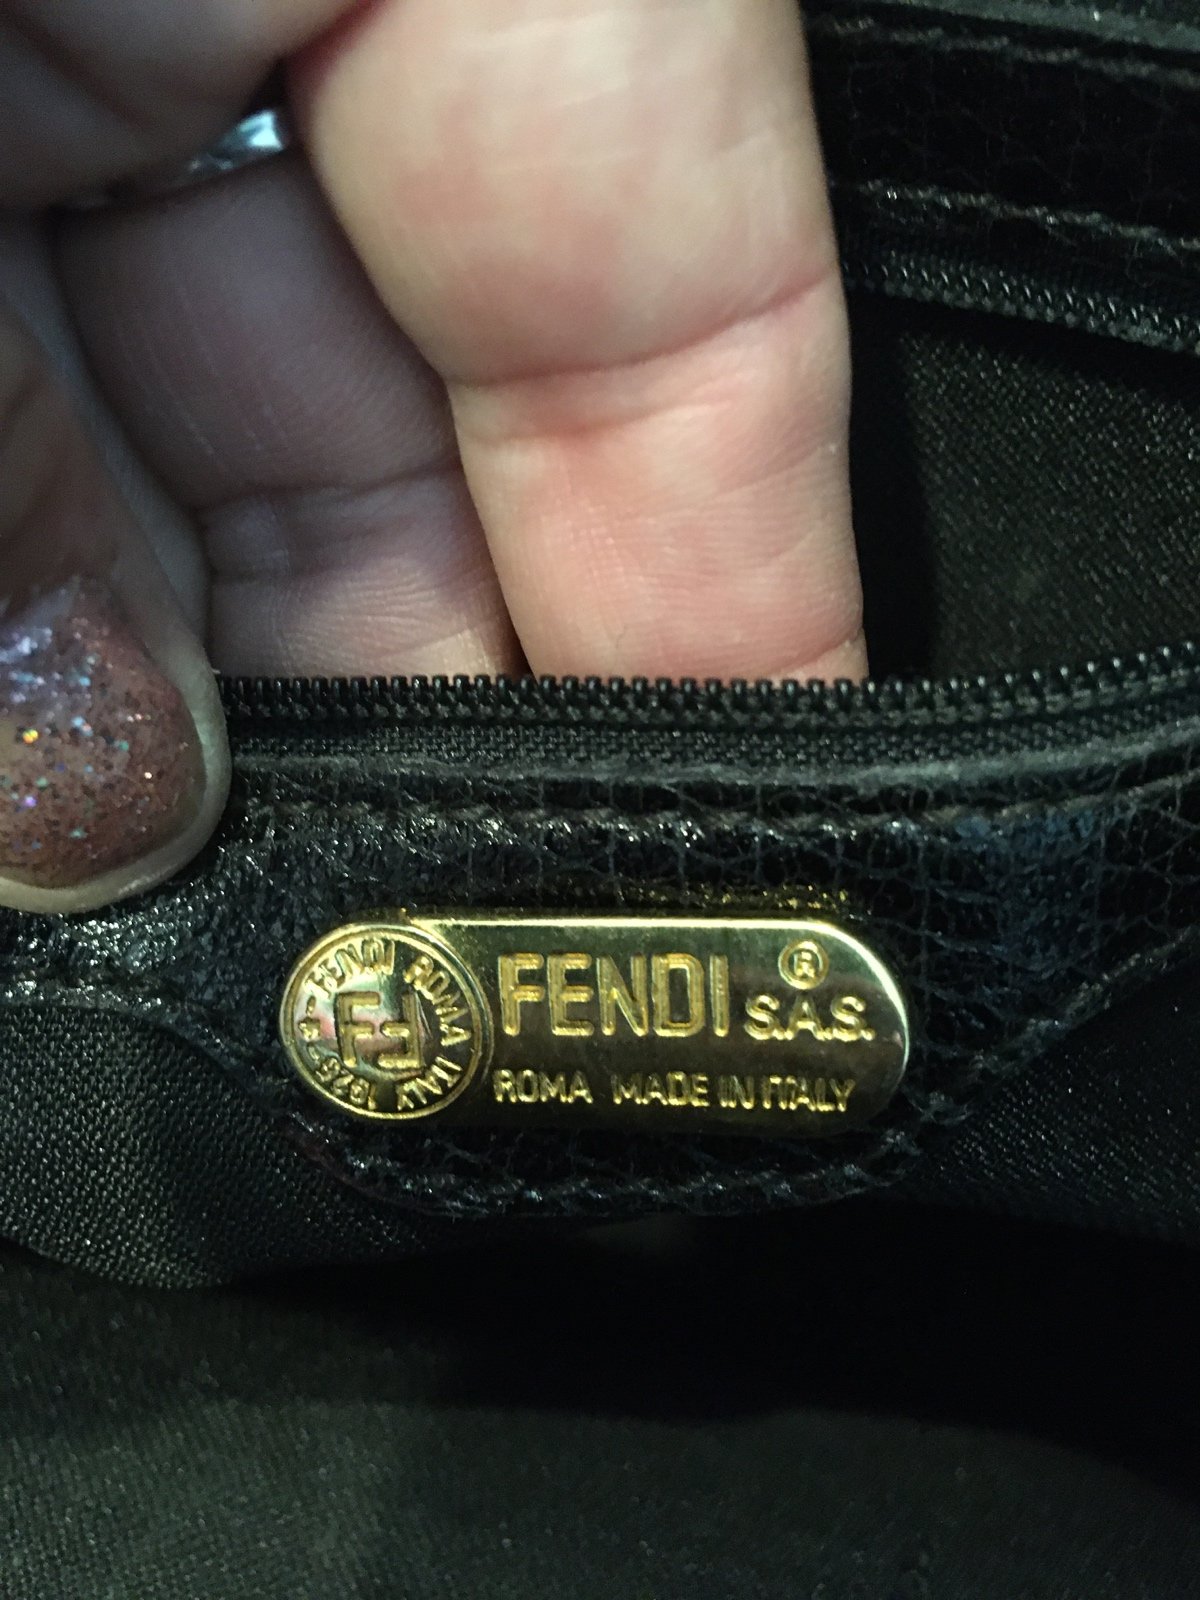 FENDI ROMA ITALY 1925
FF
FENDI ®
S.A.S.
ROMA MADE IN ITALY